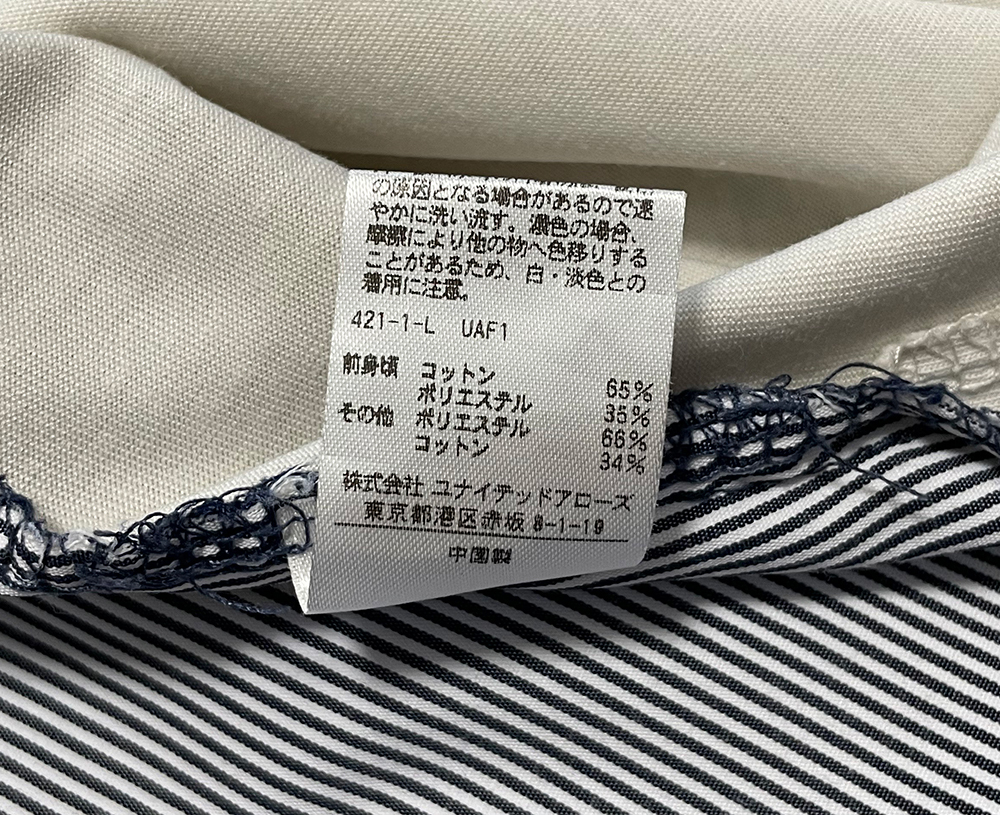 の原因となる場合があるので速
やかに洗い流す。濃色の場合、
摩擦により他の物へ色移りする
ことがあるため、白・淡色との
着用に注意。
421-1-L UAF1
前身頃 コットン 65%
ポリエステル 35%
その他 ポリエステル 66%
コットン 34%
株式会社 ユナイテッドアローズ
東京都港区赤坂 8-1-19
中国製